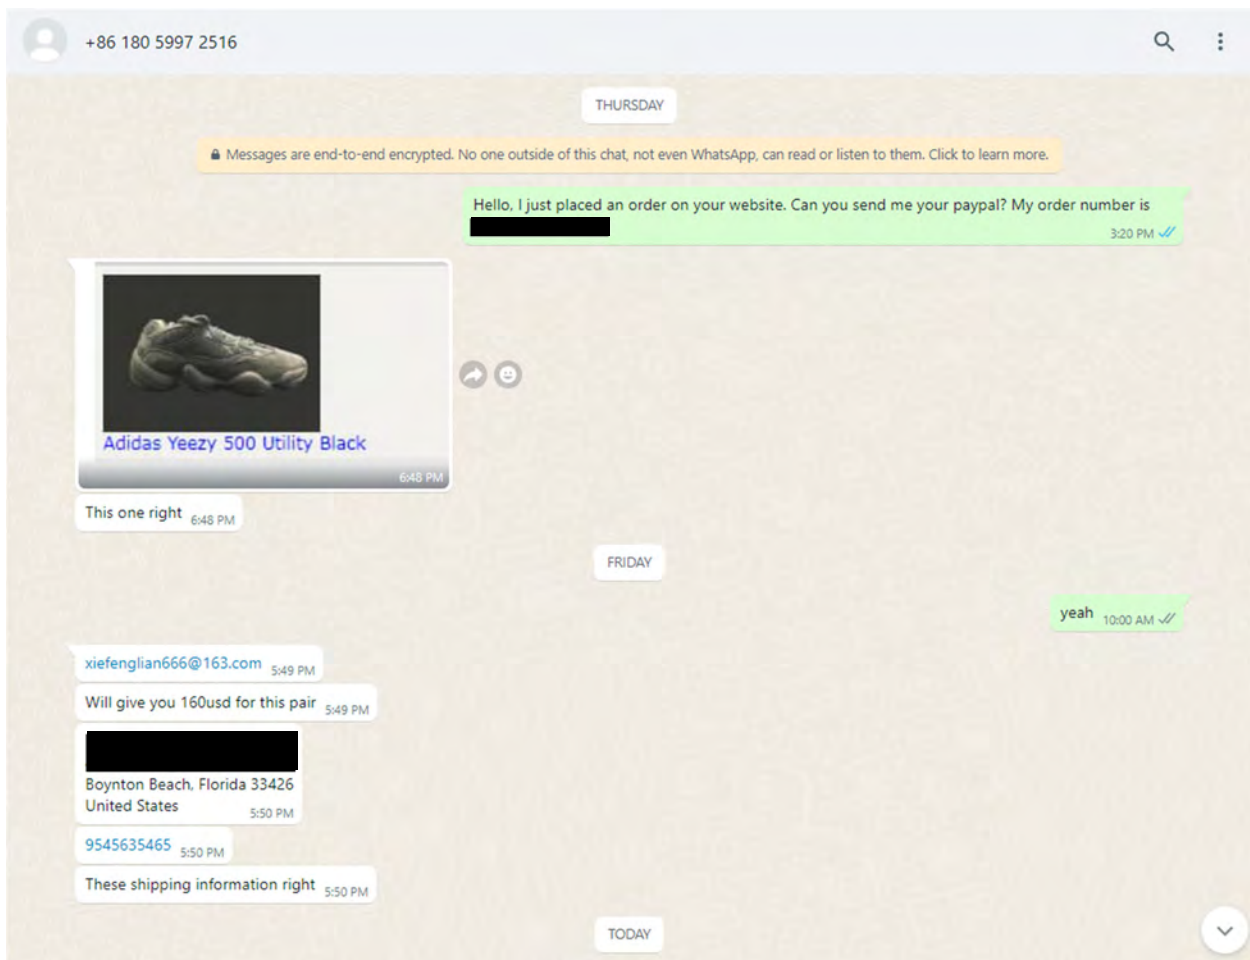 +86 180 5997 2516
THURSDAY
Messages are end-to-end encrypted. No one outside of this chat, not even WhatsApp, can read or listen to them. Click to learn more.
Hello, I just placed an order on your website. Can you send me your paypal? My order number is
3:20 PM
Adidas Yeezy 500 Utility Black
6:48 PM
This one right 6:48 PM
FRIDAY
yeah 10:00 AM
xiefenglian666@163.com 5:49 PM
Will give you 160usd for this pair 5:49 PM
Boynton Beach, Florida 33426
United States
5:50 PM
9545635465 5:50 PM
These shipping information right 5:50 PM
TODAY